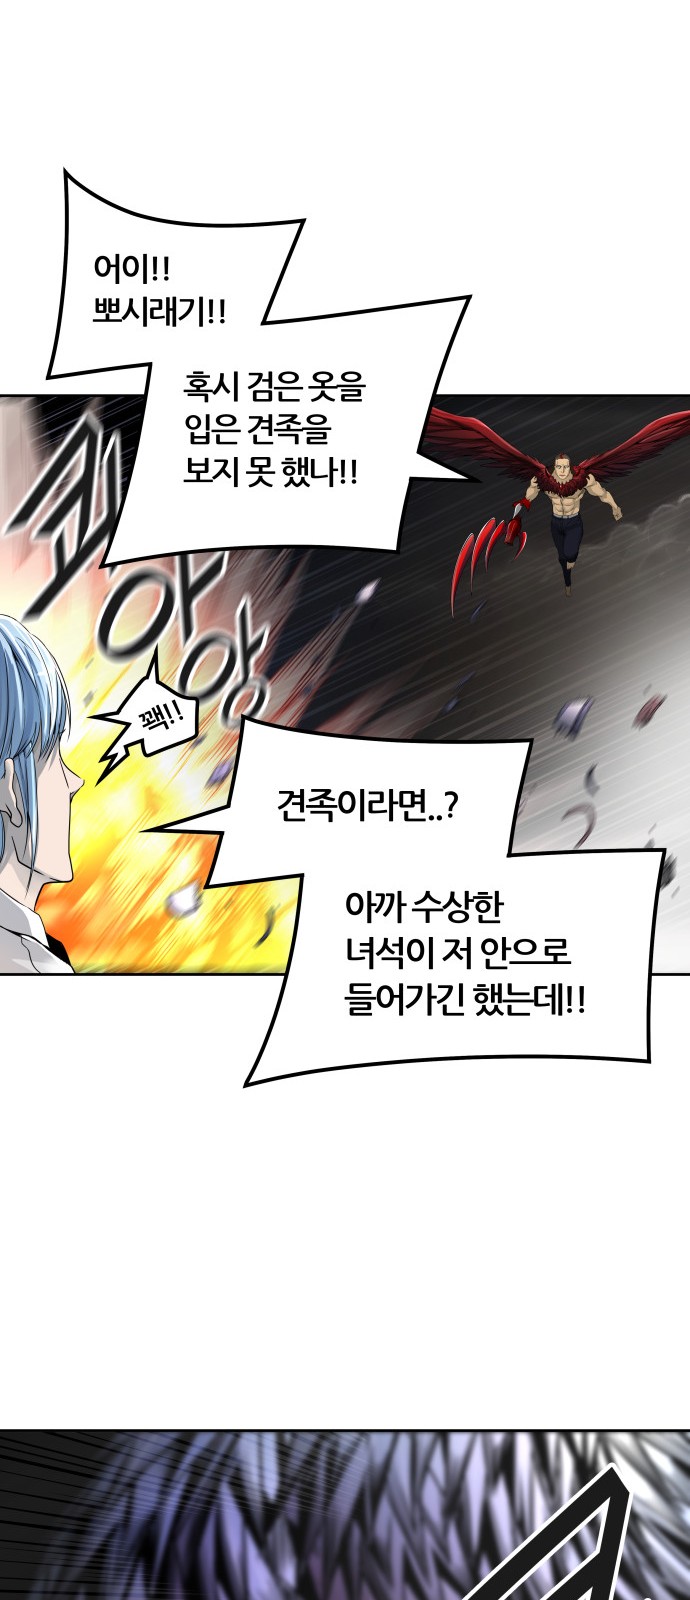 어이!!
뽀시래기!!
혹시 검은 옷을
입은 견족을
보지 못 했나!!
콰아앙
꽥!!
견족이라면..?
아까 수상한
녀석이 저 안으로
들어가긴 했는데!!